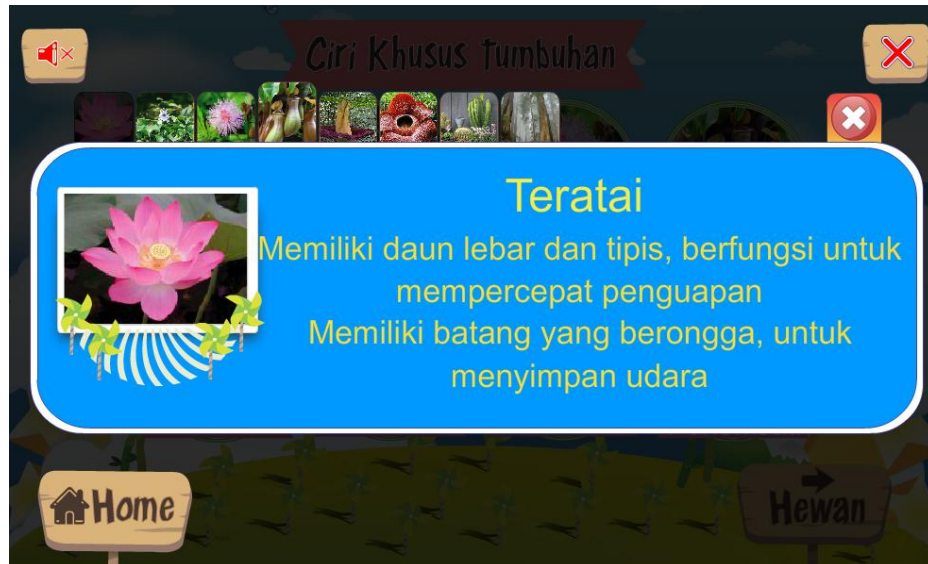 Ciri Khusus Tumbuhan
Teratai
Memiliki daun lebar dan tipis, berfungsi untuk
mempercepat penguapan
Memiliki batang yang berongga, untuk
menyimpan udara
Home
Hewan